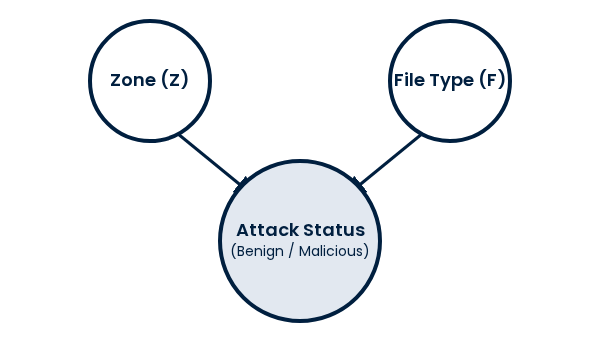 Zone (Z)
File Type (F)
Attack Status
(Benign / Malicious)